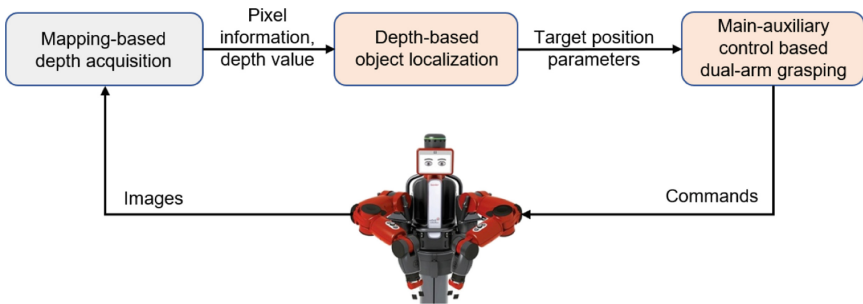 Mapping-based
depth acquisition
Pixel
information,
depth value
Depth-based
object localization
Target position
parameters
Main-auxiliary
control based
dual-arm grasping
Images
Commands